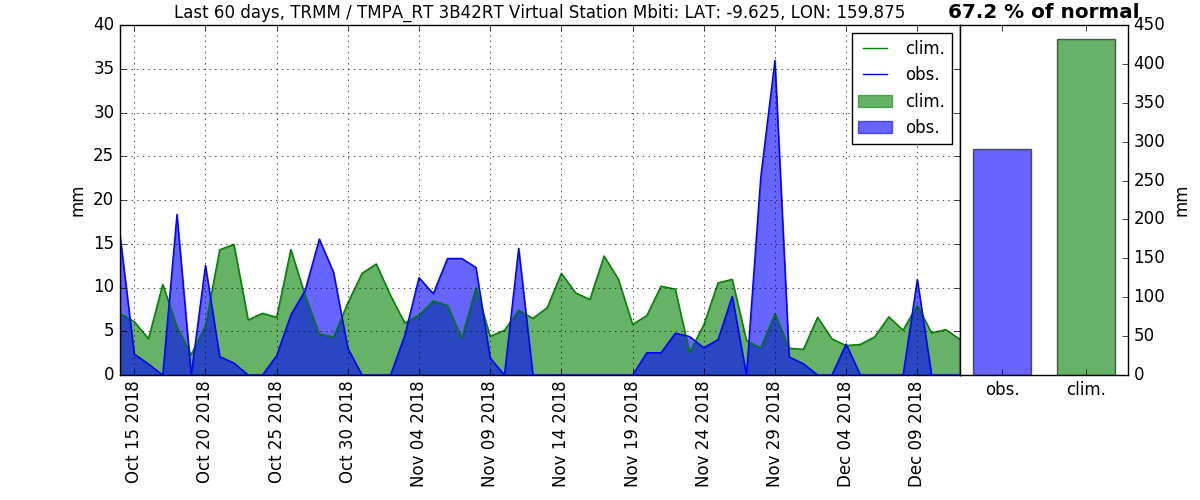 Last 60 days, TRMM / TMPA_RT 3B42RT Virtual Station Mbiti: LAT: -9.625, LON: 159.875
67.2 % of normal
40
35
30
25
20
15
10
5
0
mm
clim.
obs.
clim.
obs.
450
400
350
300
250
200
150
100
50
0
mm
Oct 15 2018
Oct 20 2018
Oct 25 2018
Oct 30 2018
Nov 04 2018
Nov 09 2018
Nov 14 2018
Nov 19 2018
Nov 24 2018
Nov 29 2018
Dec 04 2018
Dec 09 2018
obs.
clim.